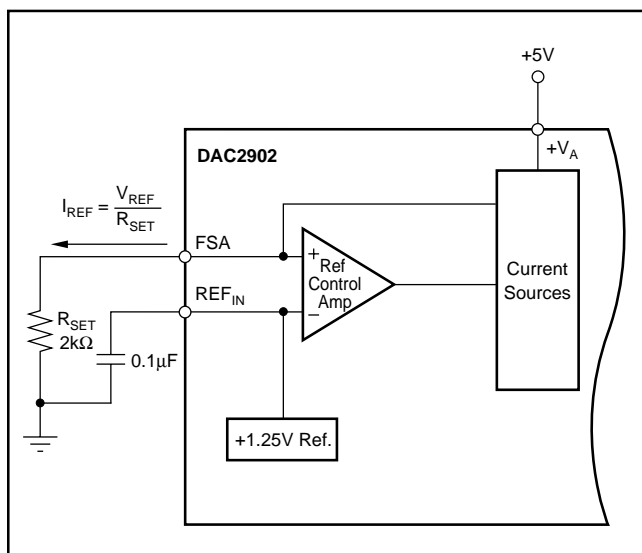 +5V
+V_A
DAC2902
I_REF = V_REF / R_SET
FSA
+
Ref
Control
Amp
REF_IN
–
Current
Sources
R_SET
2kΩ
0.1µF
+1.25V Ref.